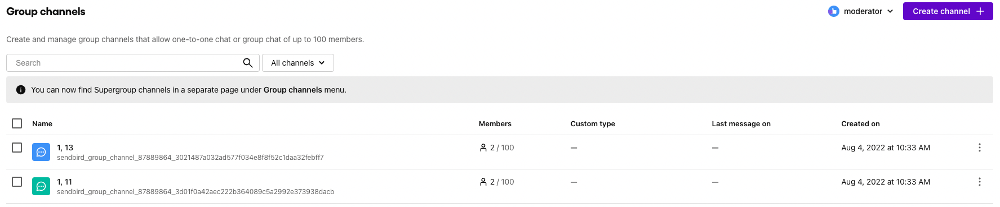 Group channels
moderator
Create channel
Create and manage group channels that allow one-to-one chat or group chat of up to 100 members.
Search
All channels
You can now find Supergroup channels in a separate page under Group channels menu.
Name Members Custom type Last message on Created on
1, 13 2 / 100 — — Aug 4, 2022 at 10:33 AM
sendbird_group_channel_87889864_3021487a032ad577f034e8f8f52c1daa32febff7
1, 11 2 / 100 — — Aug 4, 2022 at 10:33 AM
sendbird_group_channel_87889864_3d01f0a42aec222b364089c5a2992e373938dacb